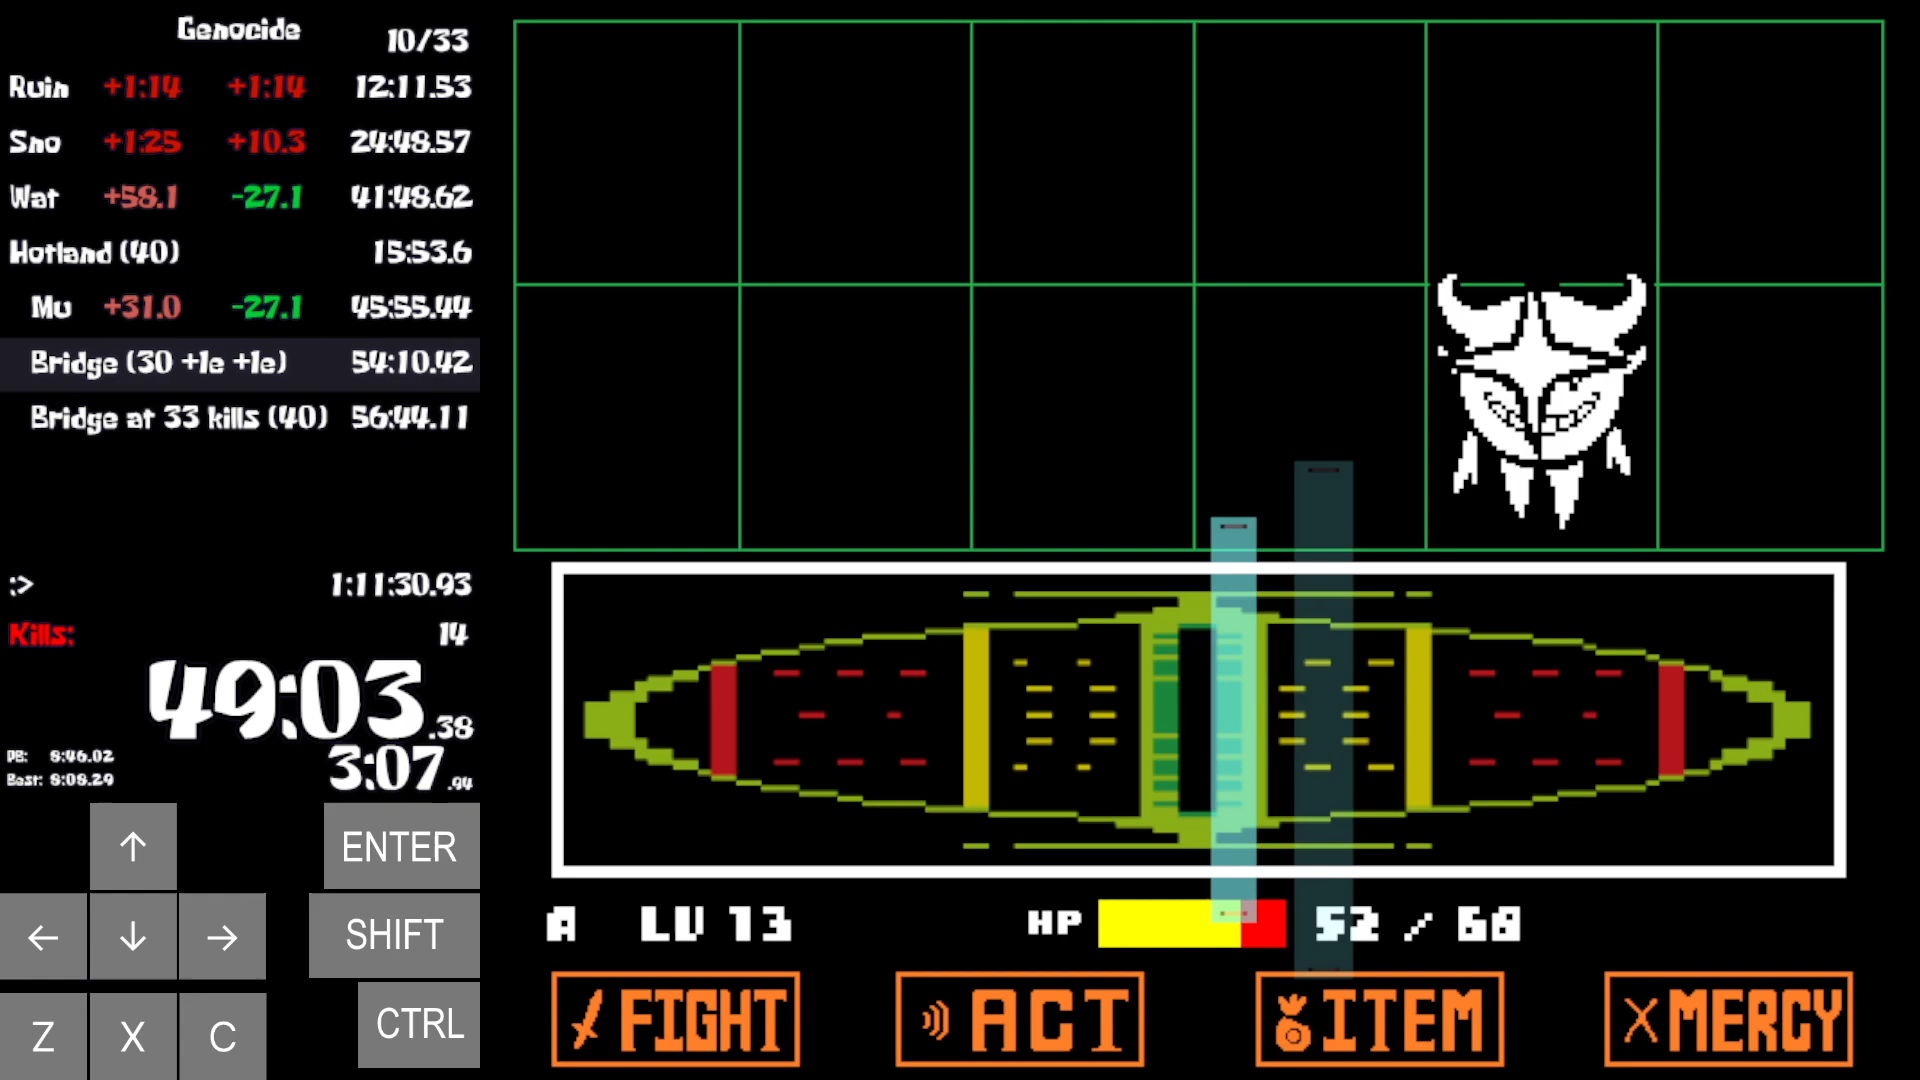 Genocide 10/33
Ruin +1:14 +1:14 12:11.53
Sno +1:25 +10.3 24:48.57
Wat +58.1 -27.1 41:48.62
Hotland (40) 15:53.6
Mu +31.0 -27.1 45:55.44
Bridge (30 +1e +1e) 54:10.42
Bridge at 33 kills (40) 56:44.11
:> 1:11:30.93
Kills: 14
49:03.38
PB: 8:46.02
3:07.94
Best: 8:08.29
↑ ENTER
← ↓ → SHIFT
Z X C CTRL
A LV 13 HP 52 / 68
FIGHT ACT ITEM MERCY